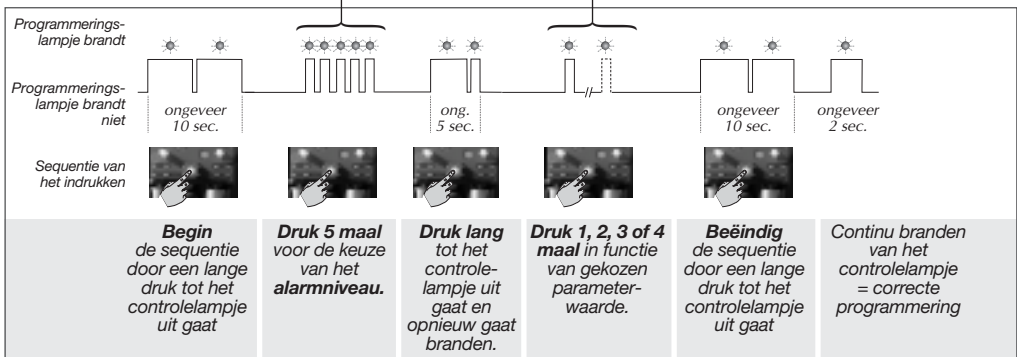 Programmerings-
lampje brandt
Programmerings-
lampje brandt
niet
ongeveer
10 sec.
ong.
5 sec.
ongeveer
10 sec.
ongeveer
2 sec.
Sequentie van
het indrukken
Begin
de sequentie
door een lange
druk tot het
controlelampje
uit gaat
Druk 5 maal
voor de keuze
van het
alarmniveau.
Druk lang
tot het
controle-
lampje uit
gaat en
opnieuw gaat
branden.
Druk 1, 2, 3 of 4
maal in functie
van gekozen
parameter-
waarde.
Beëindig
de sequentie
door een lange
druk tot het
controlelampje
uit gaat
Continu branden
van het
controlelampje
= correcte
programmering